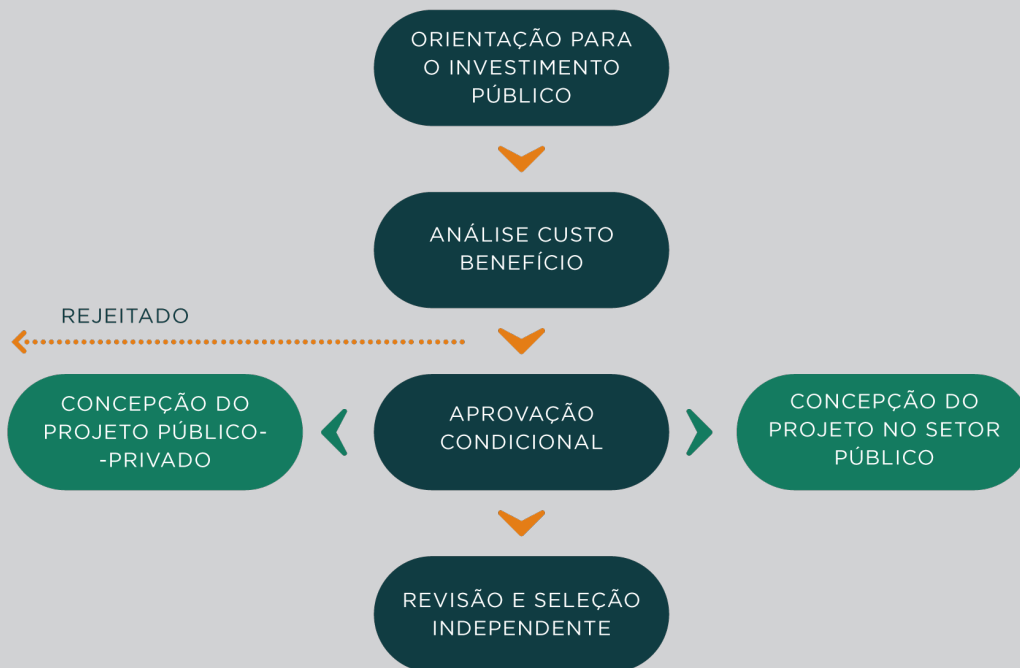 ORIENTAÇÃO PARA
O INVESTIMENTO
PÚBLICO
ANÁLISE CUSTO
BENEFÍCIO
REJEITADO
CONCEPÇÃO DO
PROJETO PÚBLICO-
-PRIVADO
APROVAÇÃO
CONDICIONAL
CONCEPÇÃO DO
PROJETO NO SETOR
PÚBLICO
REVISÃO E SELEÇÃO
INDEPENDENTE